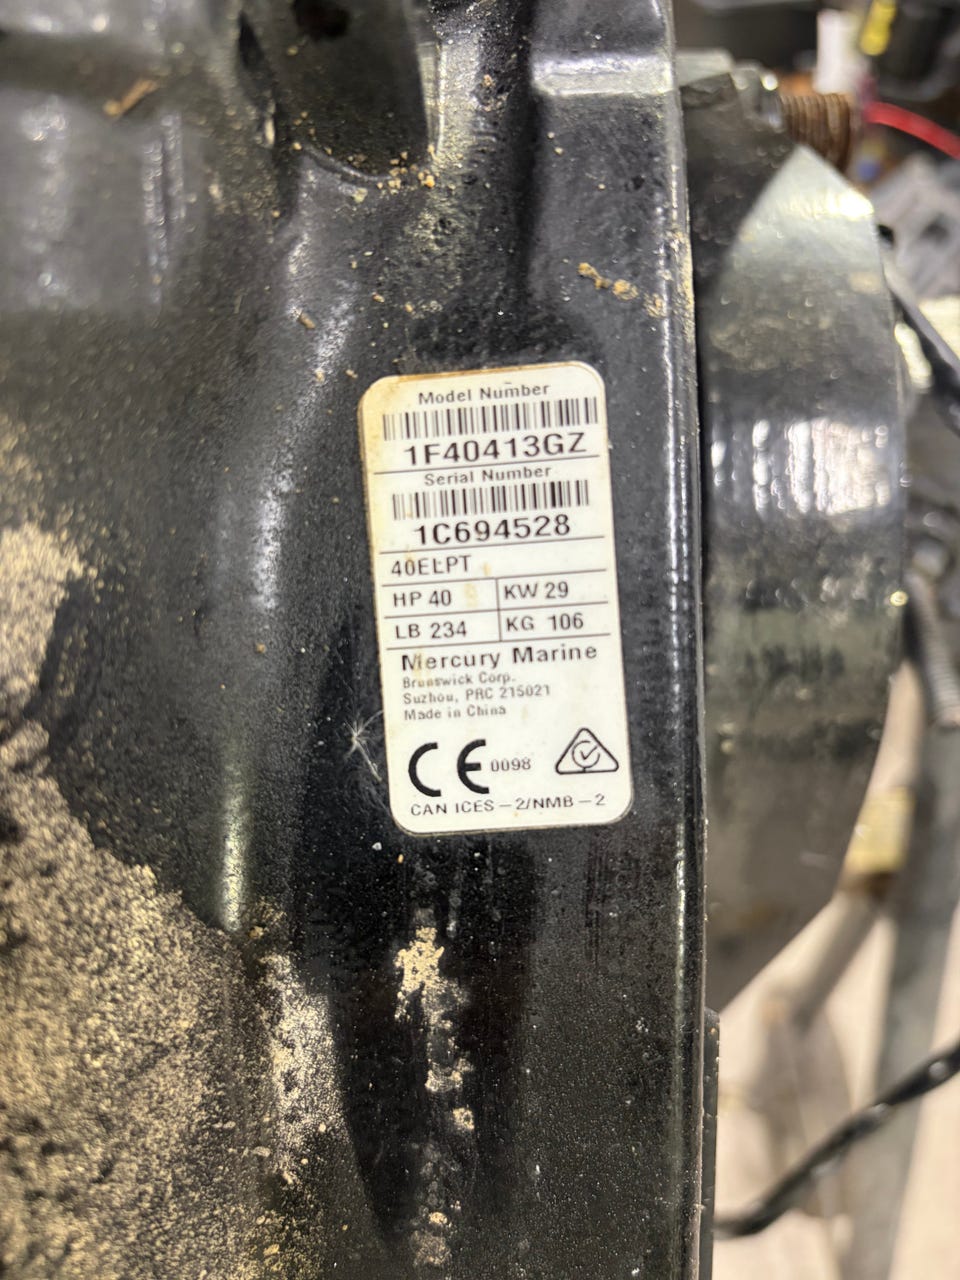 Model Number
1F40413GZ
Serial Number
1C694528
40ELPT
HP 40
KW 29
LB 234
KG 106
Mercury Marine
Brunswick Corp.
Suzhou, PRC 215021
Made in China
CE 0098
CAN ICES-2/NMB-2